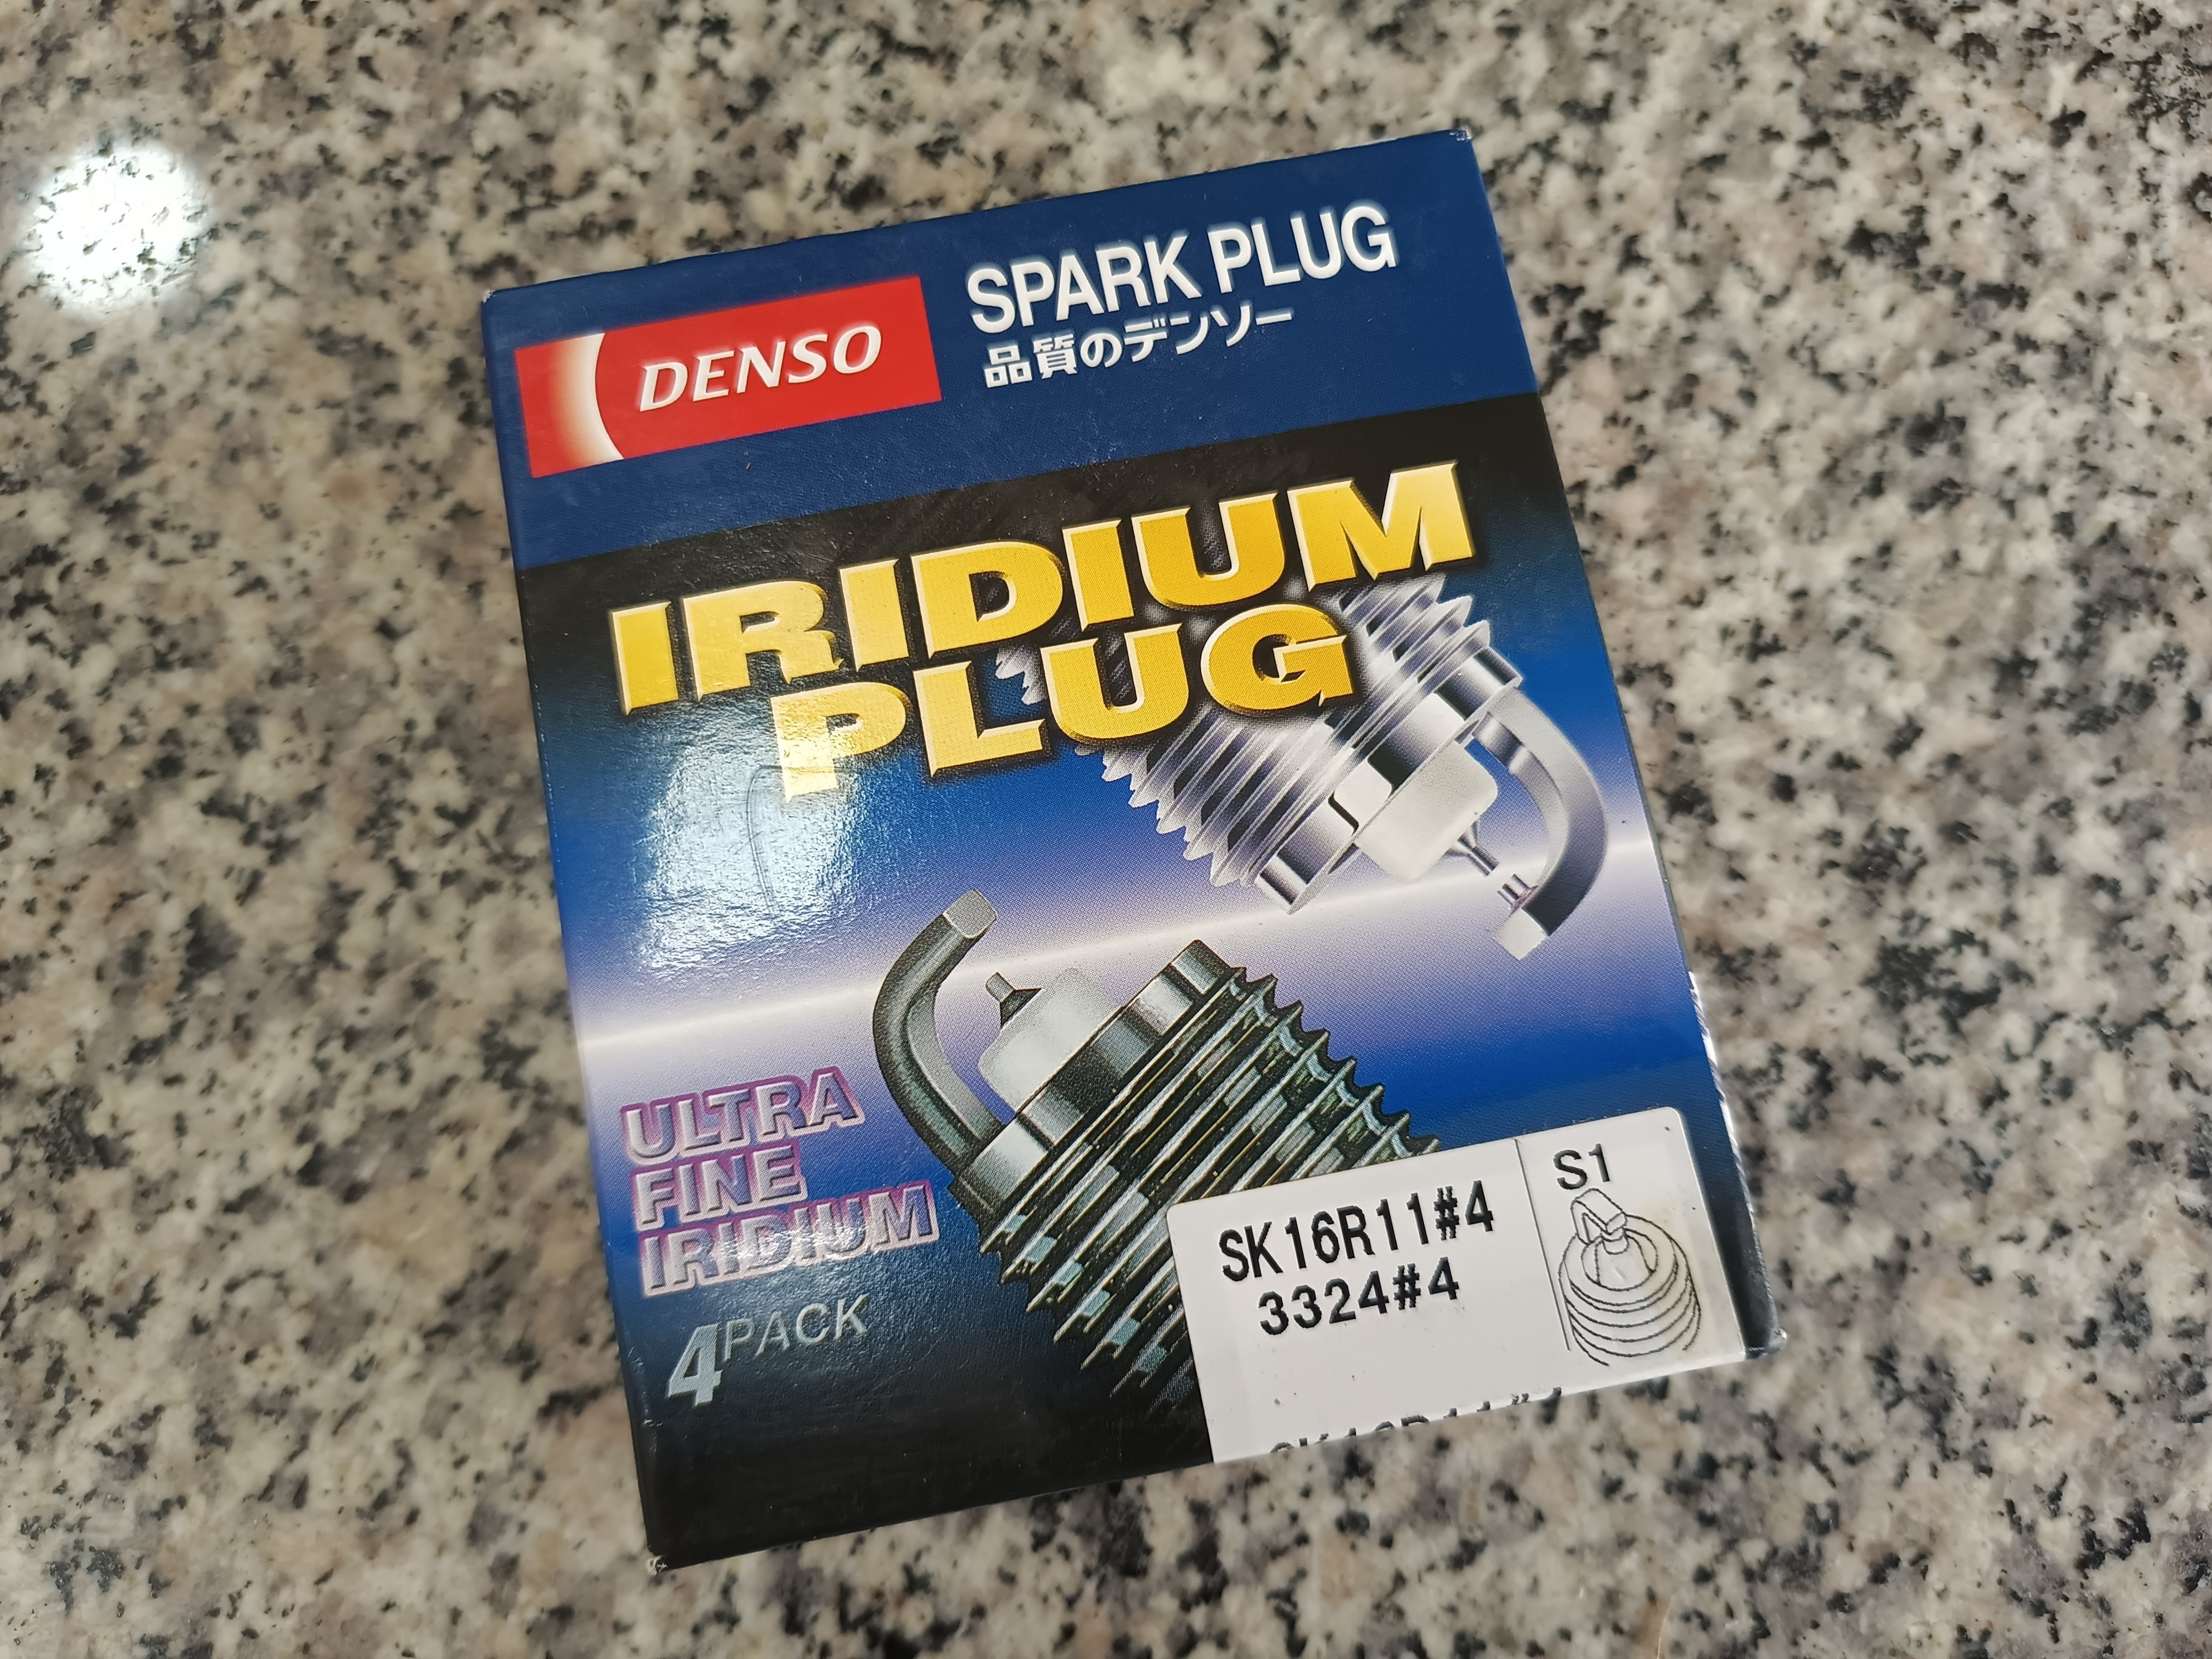 DENSO
SPARK PLUG
品質のデンソー
IRIDIUM
PLUG
ULTRA
FINE
IRIDIUM
4PACK
SK16R11#4
3324#4
S1